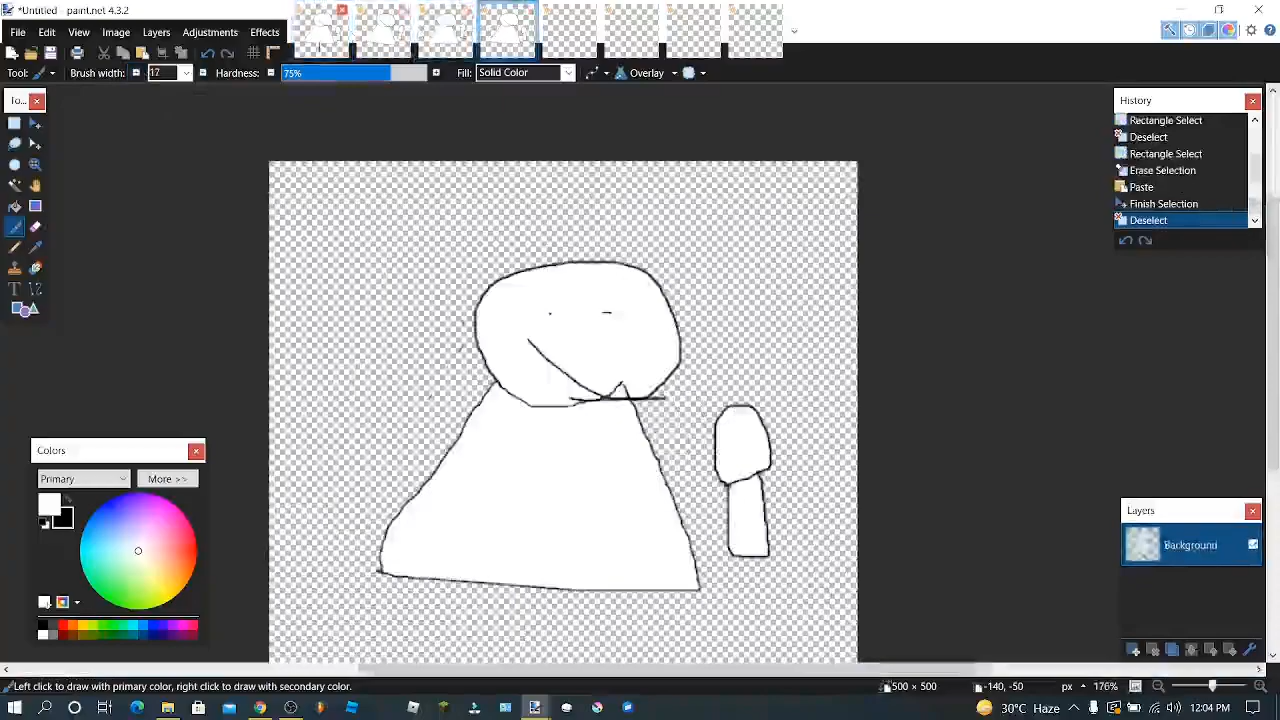 *Untitled - paint.net 4.3.2
File Edit View Image Layers Adjustments Effects
Tool: Brush width: 17 Hardness: 75% Fill: Solid Color Overlay
To...
History
Rectangle Select
Deselect
Rectangle Select
Erase Selection
Paste
Finish Selection
Deselect
Colors
Primary More >>
Layers
Background
Left click to draw with primary color, right click to draw with secondary color. 500 × 500 -140, -50 px 176%
30°C Haze 12:04 PM